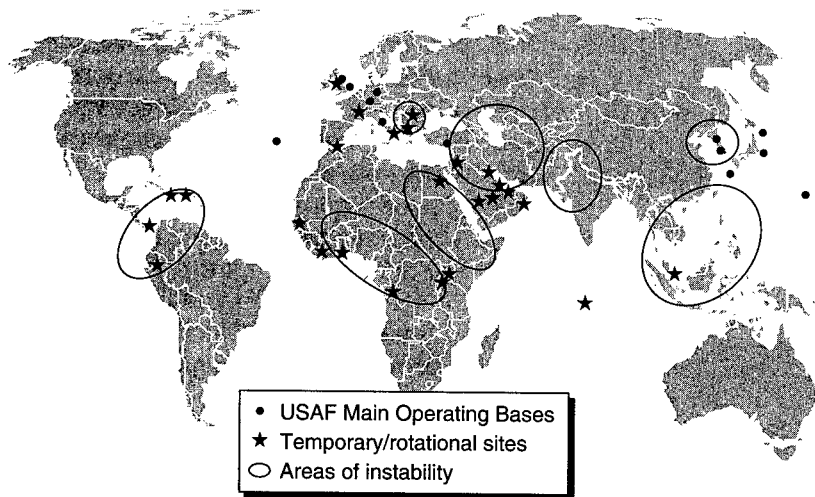 USAF Main Operating Bases
Temporary/rotational sites
Areas of instability